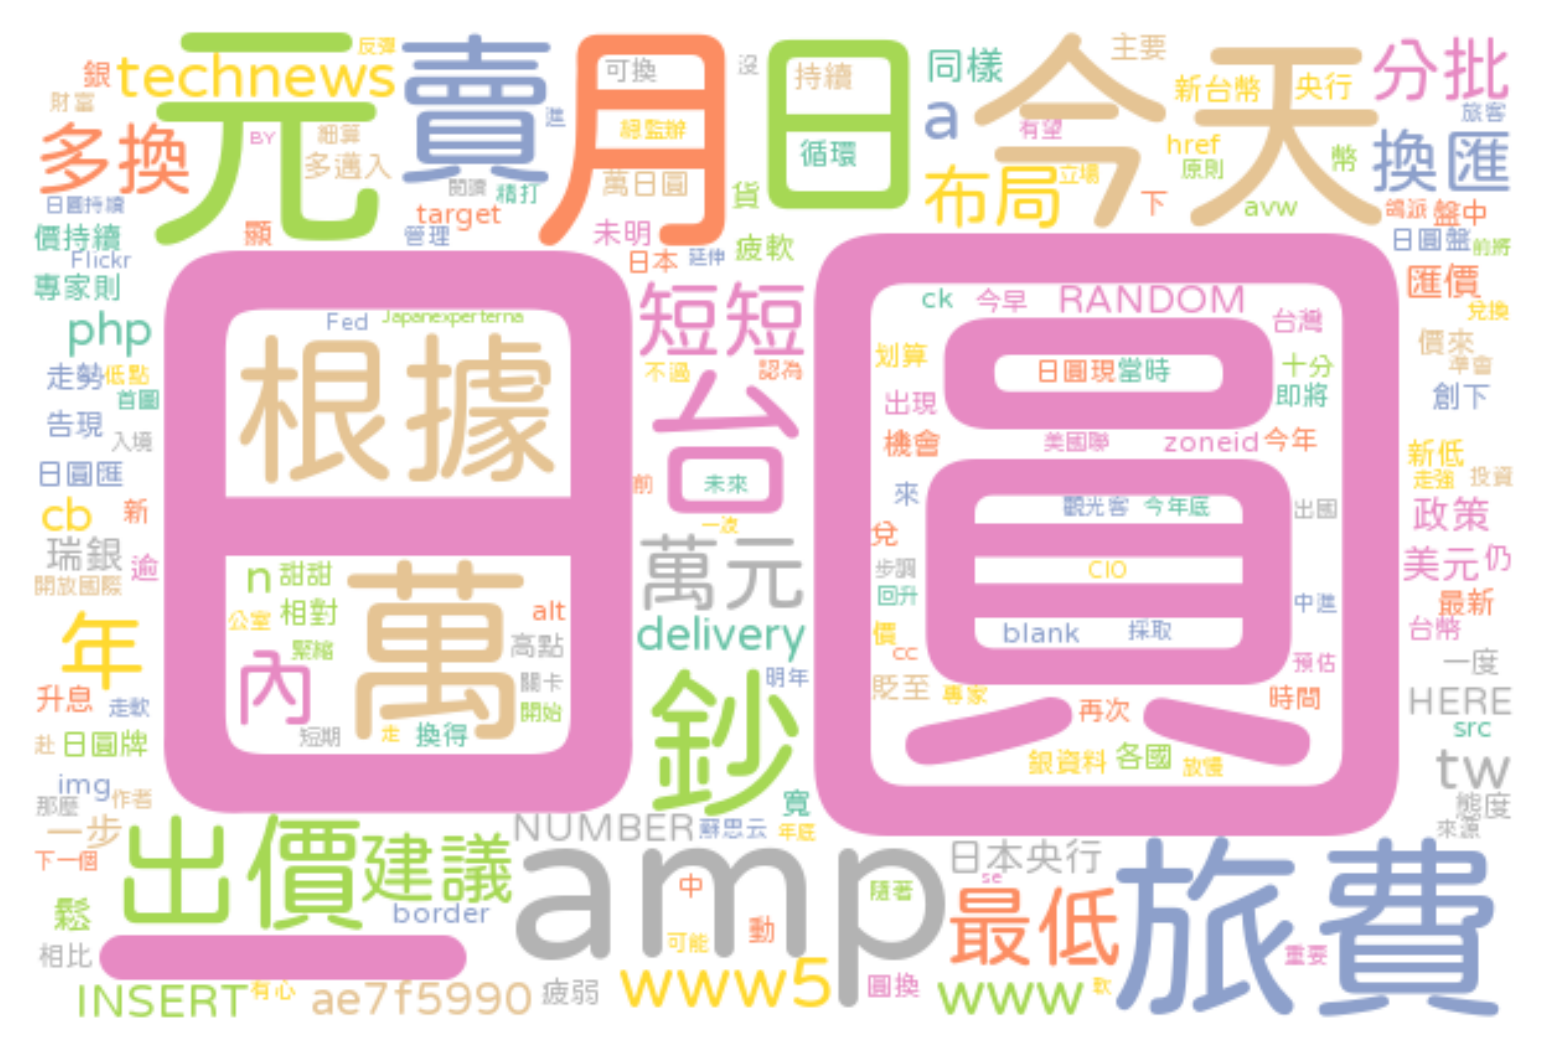 反彈
銀 technews
財富
元
賣
月
可換
總監辦
萬日圓
沒
日
持續
循環
同樣
今天
主要
新台幣
央行
分批
旅客
多換
BY
細算
多邁入
進
閱讀
精打
target
管理
貨
a
有望
href
原則
幣
換匯
布局
立場
下
avw
鴿派
盤中
日圓持續
價持續
顯
未明
疲軟
日圓盤
前將
Flickr
日本
延伸
專家則
匯價
兌換
日圓
Fed
Japanexperterna
根據
短短
ck
今早
RANDOM
台灣
php
走勢
低點
首圖
不過
認為
划算
日圓現
當時
十分
即將
價來
準會
創下
告現
入境
台
出現
機會
美國聯
zoneid
今年
新低
走強
投資
日圓匯
前
未來
來
觀光客
今年底
出國
cb
新
一波
兌
政策
瑞銀
逾
萬元
步調
CIO
美元
仍
開放國際
n
甜甜
萬
回升
中進
最新
年
公室
相對
alt
delivery
價
blank
採取
台幣
緊縮
高點
cc
預估
一度
內
關卡
鈔
明年
貶至
專家
時間
升息
走軟
開始
再次
HERE
短期
走
換得
src
赴
日圓牌
銀資料
各國
放慢
tw
img
作者
那麼
寬
態度
一步
出價
建議
NUMBER
蘇思云
年底
日本央行
來源
下一個
amp
中
隨著
se
最低
旅費
鬆
border
動
可能
重要
相比
一
INSERT
有心
ae7f5990
疲弱
www5
圓換
www
軟